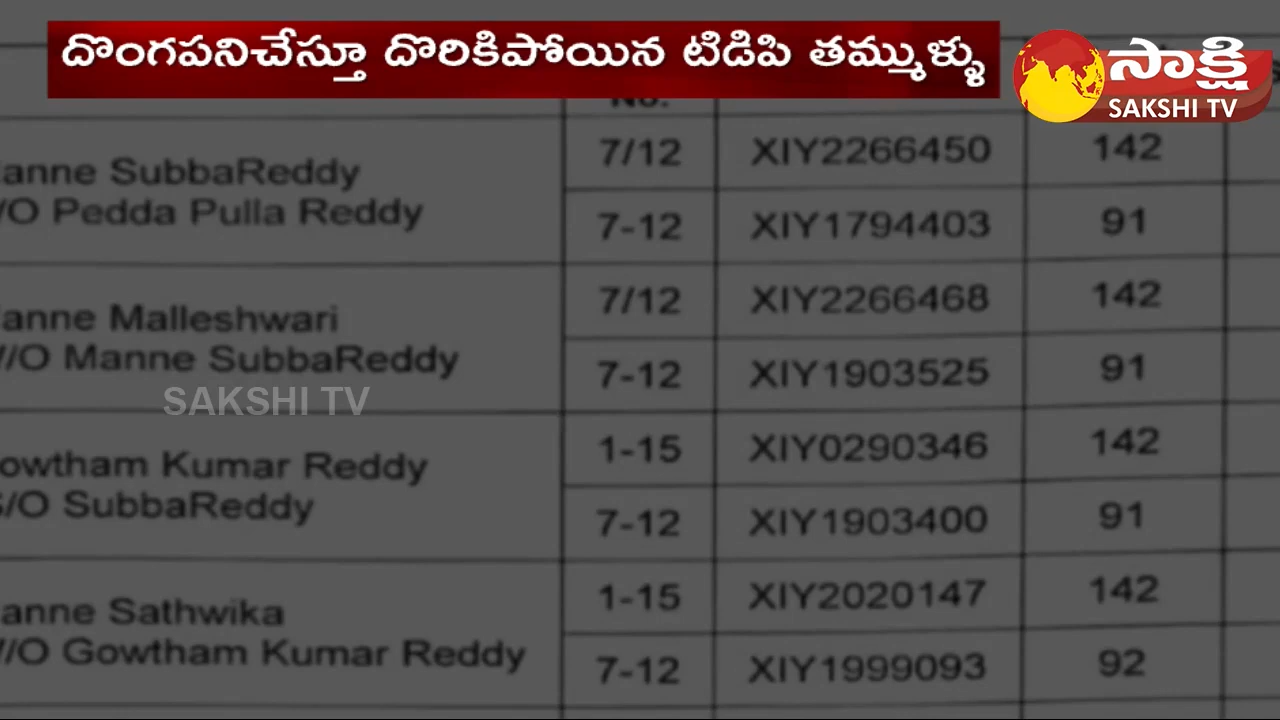 దొంగపనిచేస్తూ దొరికిపోయిన టిడిపి తమ్ముళ్ళు
సాక్షి
SAKSHI TV
No.
anne SubbaReddy
/O Pedda Pulla Reddy
7/12 XIY2266450 142
7-12 XIY1794403 91
anne Malleshwari
/O Manne SubbaReddy
7/12 XIY2266468 142
7-12 XIY1903525 91
SAKSHI TV
owtham Kumar Reddy
S/O SubbaReddy
1-15 XIY0290346 142
7-12 XIY1903400 91
anne Sathwika
/O Gowtham Kumar Reddy
1-15 XIY2020147 142
7-12 XIY1999093 92